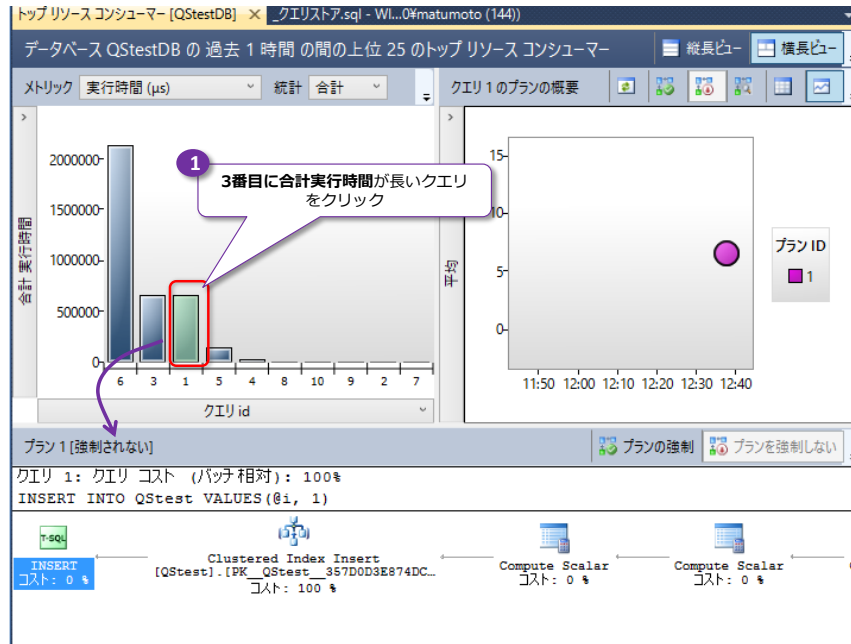 トップ リソース コンシューマー [QStestDB]
_クエリストア.sql - WI...0¥matumoto (144))
データベース QStestDB の 過去 1 時間 の間の上位 25 のトップ リソース コンシューマー
縦長ビュー
横長ビュー
メトリック 実行時間 (µs)
統計 合計
クエリ 1 のプランの概要
1
3番目に合計実行時間が長いクエリ
をクリック
合計 実行時間
2000000
1500000
1000000
500000
0
6 3 1 5 4 8 10 9 2 7
クエリ id
平均
15
10
5
0
11:50 12:00 12:10 12:20 12:30 12:40
プラン ID
1
プラン 1 [強制されない]
プランの強制
プランを強制しない
クエリ 1: クエリ コスト (バッチ相対): 100%
INSERT INTO QStest VALUES(@i, 1)
T-SQL
INSERT
コスト: 0 %
Clustered Index Insert
[QStest].[PK__QStest__357D0D3E874DC…
コスト: 100 %
Compute Scalar
コスト: 0 %
Compute Scalar
コスト: 0 %